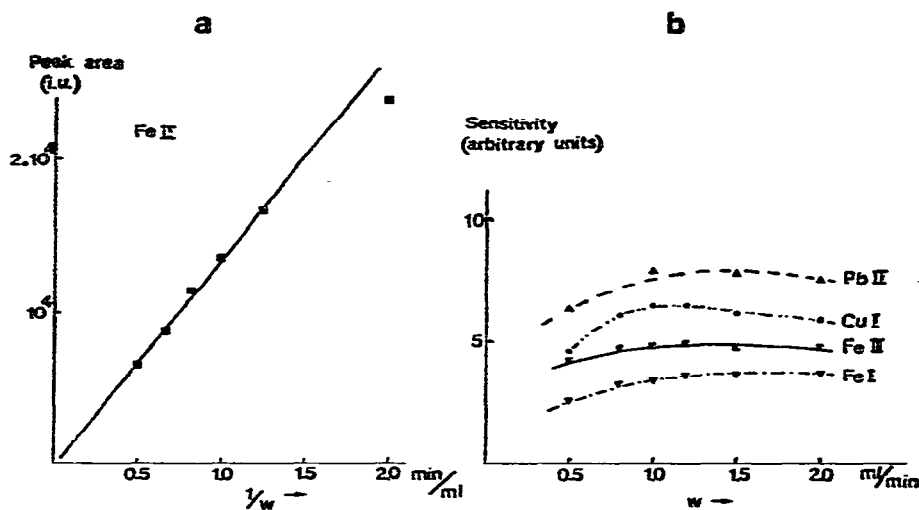 a
Peak area
(i.u.)
Fe II
2.10⁴
10⁴
0.5 1.0 1.5 2.0 min/ml
1/w →
b
Sensitivity
(arbitrary units)
10
5
Pb II
Cu I
Fe III
Fe I
0.5 1.0 1.5 2.0 ml/min
w →